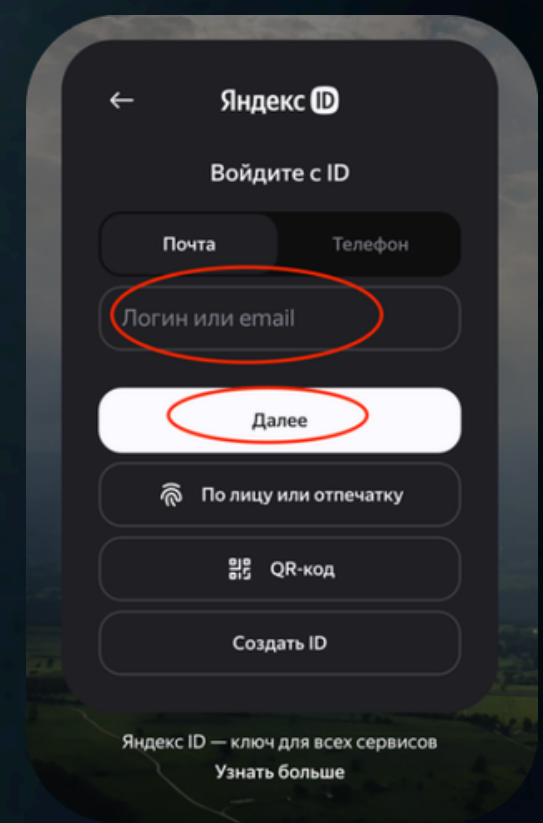 Яндекс ID
Войдите с ID
Почта Телефон
Логин или email
Далее
По лицу или отпечатку
QR-код
Создать ID
Яндекс ID — ключ для всех сервисов
Узнать больше